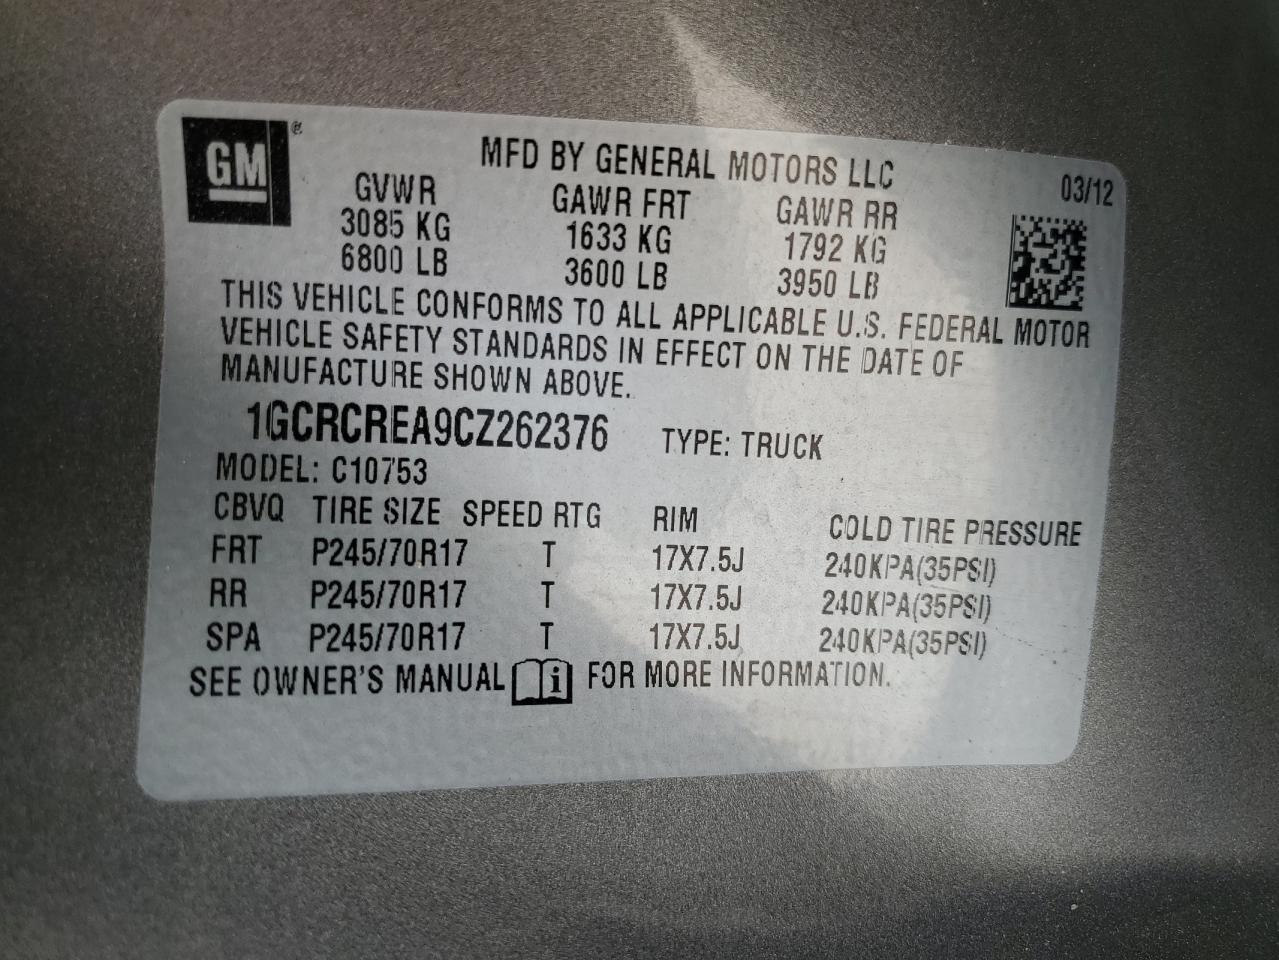 GM ®
MFD BY GENERAL MOTORS LLC
03/12
GVWR GAWR FRT GAWR RR
3085 KG 1633 KG 1792 KG
6800 LB 3600 LB 3950 LB
THIS VEHICLE CONFORMS TO ALL APPLICABLE U.S. FEDERAL MOTOR
VEHICLE SAFETY STANDARDS IN EFFECT ON THE DATE OF
MANUFACTURE SHOWN ABOVE.
1GCRCREA9CZ262376 TYPE: TRUCK
MODEL: C10753
CBVQ TIRE SIZE SPEED RTG RIM COLD TIRE PRESSURE
FRT P245/70R17 T 17X7.5J 240KPA(35PSI)
RR P245/70R17 T 17X7.5J 240KPA(35PSI)
SPA P245/70R17 T 17X7.5J 240KPA(35PSI)
SEE OWNER'S MANUAL i FOR MORE INFORMATION.